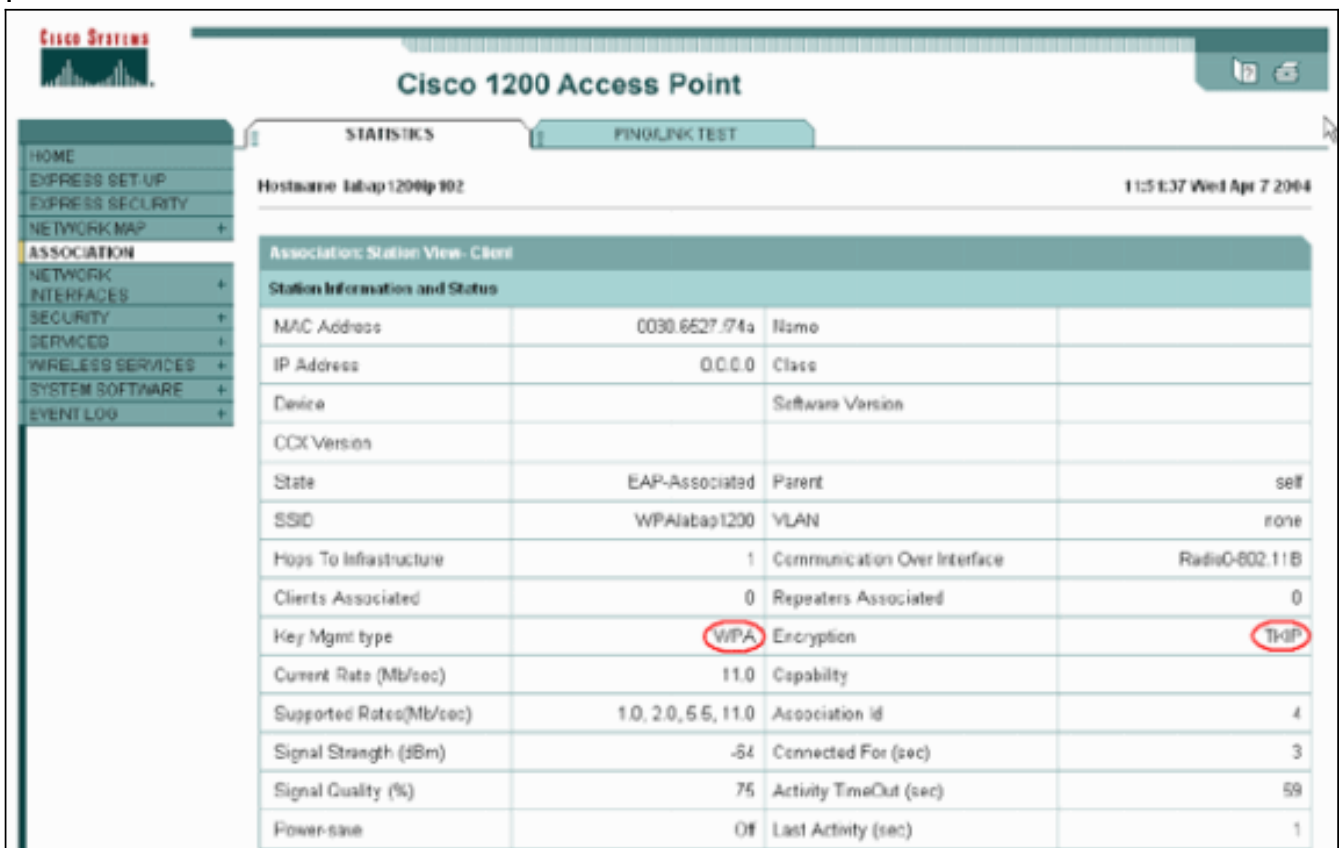 CISCO SYSTEMS
Cisco 1200 Access Point
STATISTICS PING/LINK TEST
HOME
EXPRESS SET-UP
EXPRESS SECURITY
NETWORK MAP +
ASSOCIATION
NETWORK INTERFACES +
SECURITY +
SERVICES +
WIRELESS SERVICES +
SYSTEM SOFTWARE +
EVENT LOG +
Hostname labap1200ip102 11:51:37 Wed Apr 7 2004
Association: Station View- Client
Station Information and Status
MAC Address Name
IP Address 0.0.0.0 Class
Device Software Version
CCX Version
State EAP-Associated Parent self
SSID WPAlabap1200 VLAN none
Hops To Infrastructure 1 Communication Over Interface Radio0-802.11B
Clients Associated 0 Repeaters Associated 0
Key Mgmt type WPA Encryption TKIP
Current Rate (Mb/sec) 11.0 Capability
Supported Rates(Mb/sec) 1.0, 2.0, 5.5, 11.0 Association Id 4
Signal Strength (dBm) Connected For (sec) 3
Signal Quality (%) Activity TimeOut (sec) 59
Power-save Off Last Activity (sec) 1